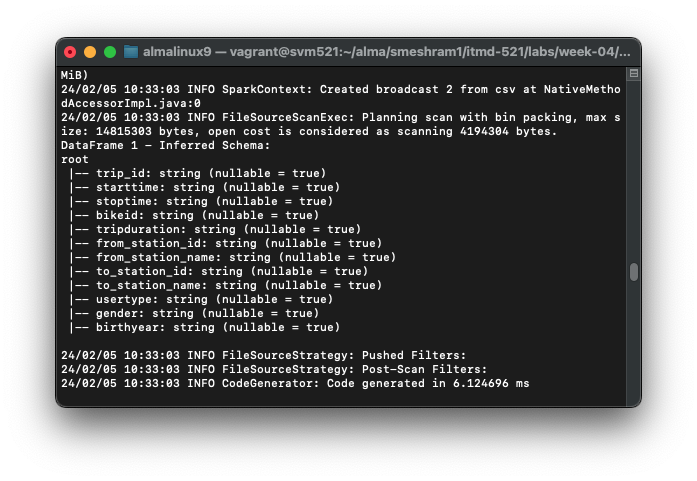 almalinux9 — vagrant@svm521:~/alma/smeshram1/itmd-521/labs/week-04/...
MiB)
24/02/05 10:33:03 INFO SparkContext: Created broadcast 2 from csv at NativeMetho
dAccessorImpl.java:0
24/02/05 10:33:03 INFO FileSourceScanExec: Planning scan with bin packing, max s
ize: 14815303 bytes, open cost is considered as scanning 4194304 bytes.
DataFrame 1 - Inferred Schema:
root
 |-- trip_id: string (nullable = true)
 |-- starttime: string (nullable = true)
 |-- stoptime: string (nullable = true)
 |-- bikeid: string (nullable = true)
 |-- tripduration: string (nullable = true)
 |-- from_station_id: string (nullable = true)
 |-- from_station_name: string (nullable = true)
 |-- to_station_id: string (nullable = true)
 |-- to_station_name: string (nullable = true)
 |-- usertype: string (nullable = true)
 |-- gender: string (nullable = true)
 |-- birthyear: string (nullable = true)
24/02/05 10:33:03 INFO FileSourceStrategy: Pushed Filters:
24/02/05 10:33:03 INFO FileSourceStrategy: Post-Scan Filters:
24/02/05 10:33:03 INFO CodeGenerator: Code generated in 6.124696 ms